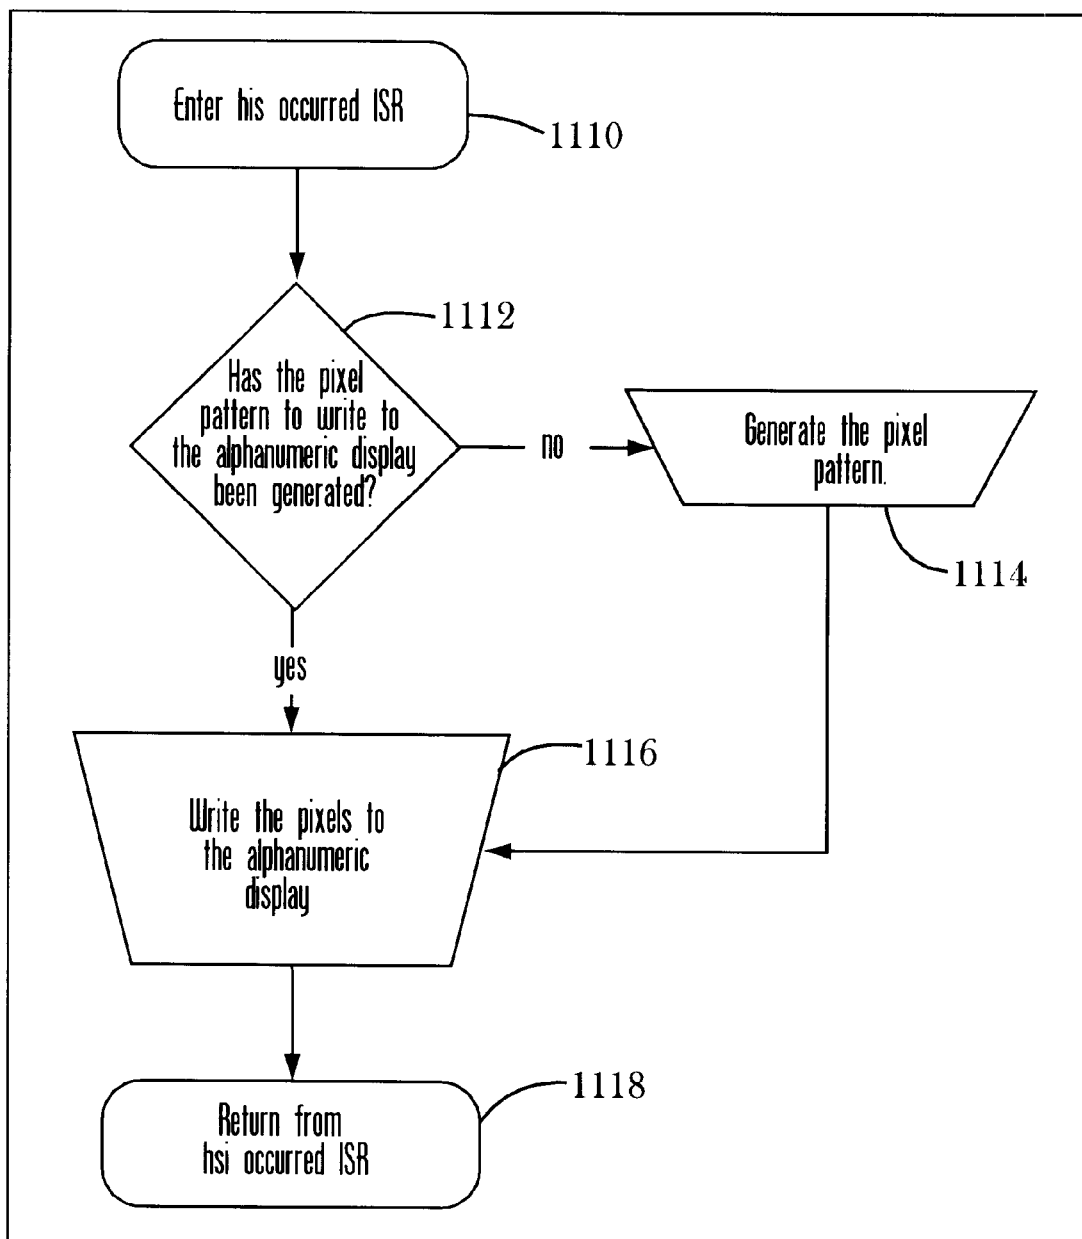 Enter his occurred ISR
1110
1112
Has the pixel
pattern to write to
the alphanumeric display
been generated?
no
Generate the pixel
pattern.
1114
yes
1116
Write the pixels to
the alphanumeric
display
1118
Return from
hsi occurred ISR